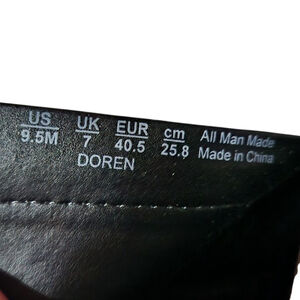 US UK EUR cm All Man Made
9.5M 7 40.5 25.8 Made in China
DOREN